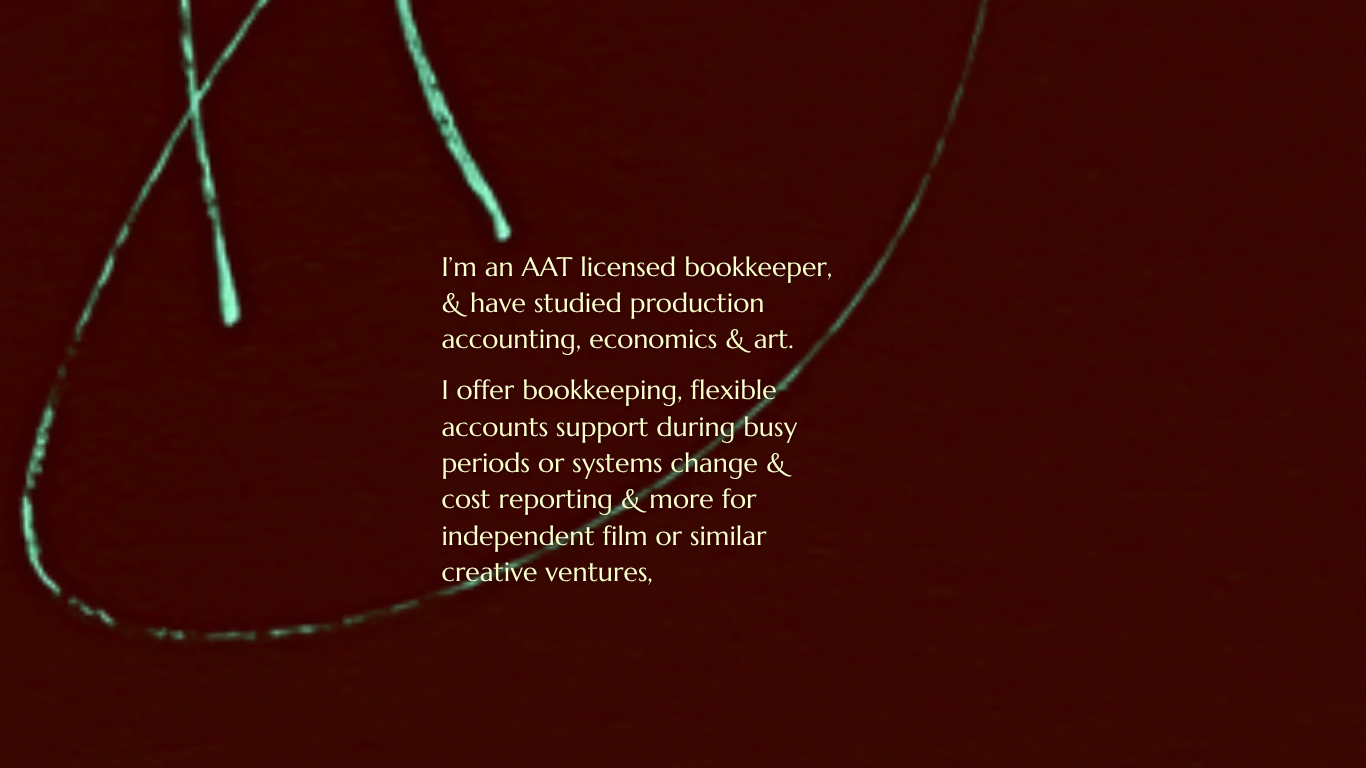 I'm an AAT licensed bookkeeper,
& have studied production
accounting, economics & art.
I offer bookkeeping, flexible
accounts support during busy
periods or systems change &
cost reporting & more for
independent film or similar
creative ventures,